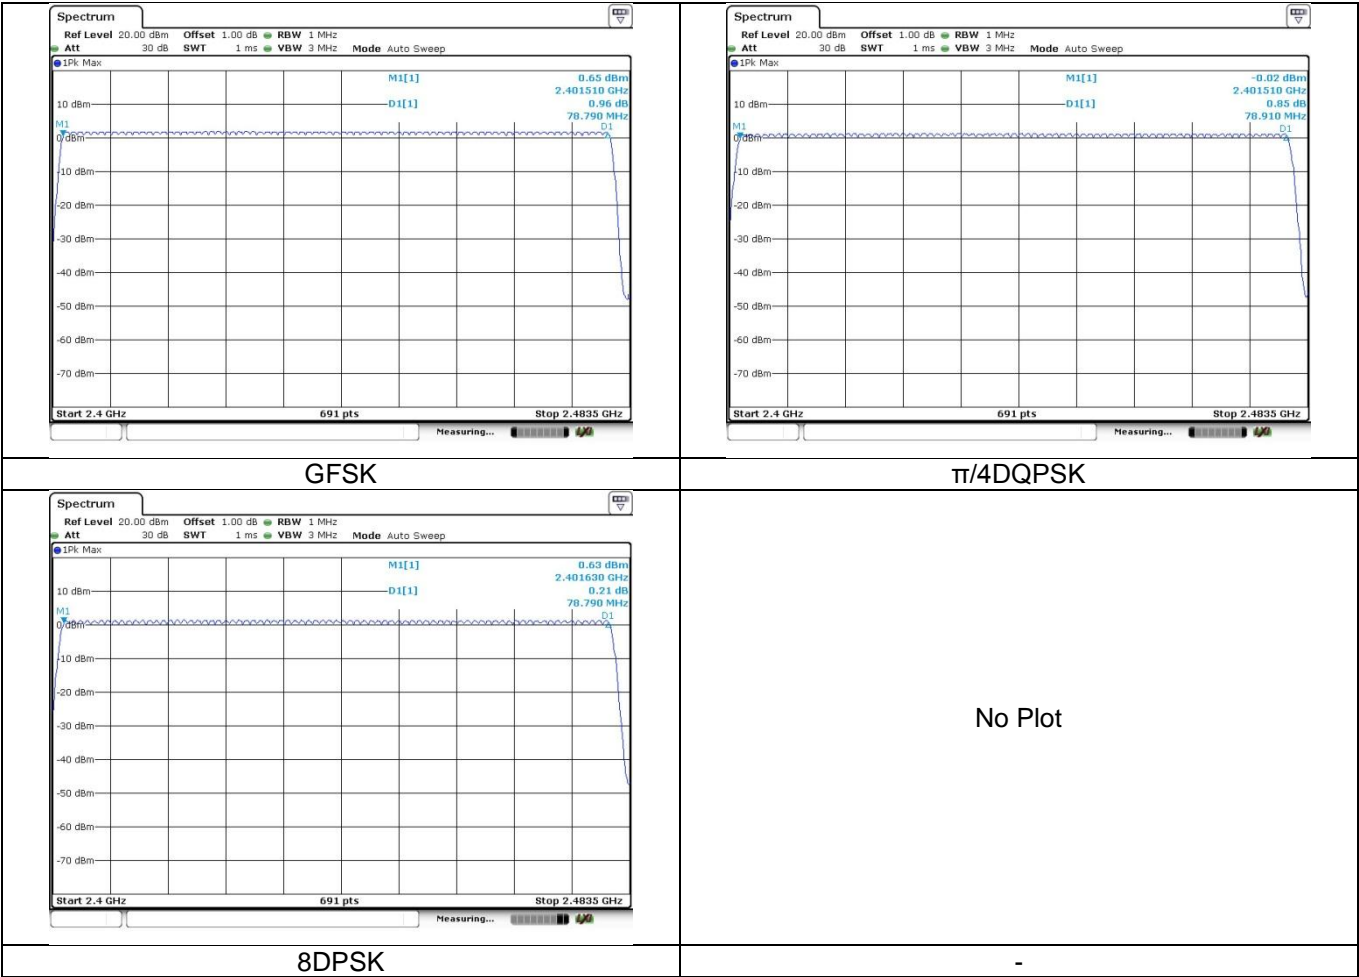 Spectrum
Ref Level 20.00 dBm Offset 1.00 dB RBW 1 MHz
Att 30 dB SWT 1 ms VBW 3 MHz Mode Auto Sweep
1Pk Max
M1[1] 0.65 dBm
2.401510 GHz
10 dBm D1[1] 0.96 dB
78.790 MHz
M1 D1
0 dBm
-10 dBm
-20 dBm
-30 dBm
-40 dBm
-50 dBm
-60 dBm
-70 dBm
Start 2.4 GHz 691 pts Stop 2.4835 GHz
Measuring...
GFSK
Spectrum
Ref Level 20.00 dBm Offset 1.00 dB RBW 1 MHz
Att 30 dB SWT 1 ms VBW 3 MHz Mode Auto Sweep
1Pk Max
M1[1] -0.02 dBm
2.401510 GHz
10 dBm D1[1] 0.85 dB
78.910 MHz
M1 D1
0 dBm
-10 dBm
-20 dBm
-30 dBm
-40 dBm
-50 dBm
-60 dBm
-70 dBm
Start 2.4 GHz 691 pts Stop 2.4835 GHz
Measuring...
π/4DQPSK
Spectrum
Ref Level 20.00 dBm Offset 1.00 dB RBW 1 MHz
Att 30 dB SWT 1 ms VBW 3 MHz Mode Auto Sweep
1Pk Max
M1[1] 0.63 dBm
2.401630 GHz
10 dBm D1[1] 0.21 dB
78.790 MHz
M1 D1
0 dBm
-10 dBm
-20 dBm
-30 dBm
-40 dBm
-50 dBm
-60 dBm
-70 dBm
Start 2.4 GHz 691 pts Stop 2.4835 GHz
Measuring...
8DPSK
No Plot
-